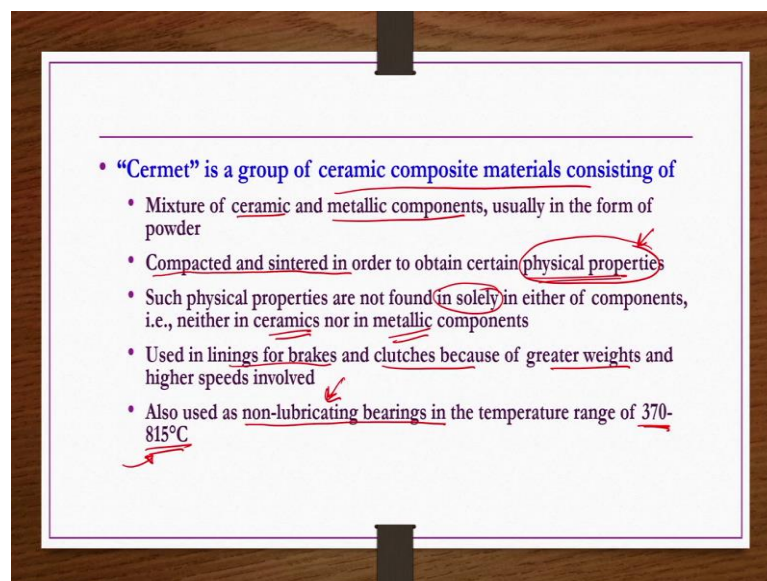 • “Cermet” is a group of ceramic composite materials consisting of
• Mixture of ceramic and metallic components, usually in the form of
powder
• Compacted and sintered in order to obtain certain physical properties
• Such physical properties are not found in solely in either of components,
i.e., neither in ceramics nor in metallic components
• Used in linings for brakes and clutches because of greater weights and
higher speeds involved
• Also used as non-lubricating bearings in the temperature range of 370-
815°C